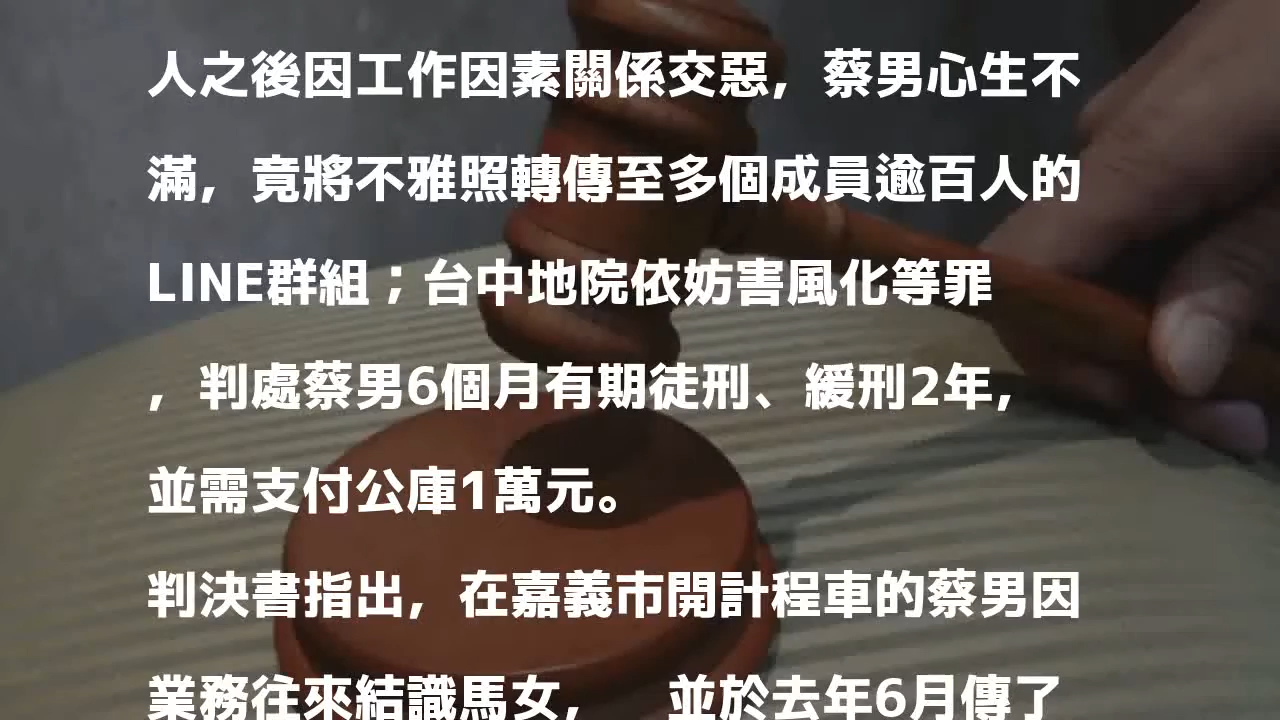 人之後因工作因素關係交惡，蔡男心生不
滿，竟將不雅照轉傳至多個成員逾百人的
LINE群組；台中地院依妨害風化等罪
，判處蔡男6個月有期徒刑、緩刑2年，
並需支付公庫1萬元。
判決書指出，在嘉義市開計程車的蔡男因
業務往來結識馬女，　並於去年6月傳了